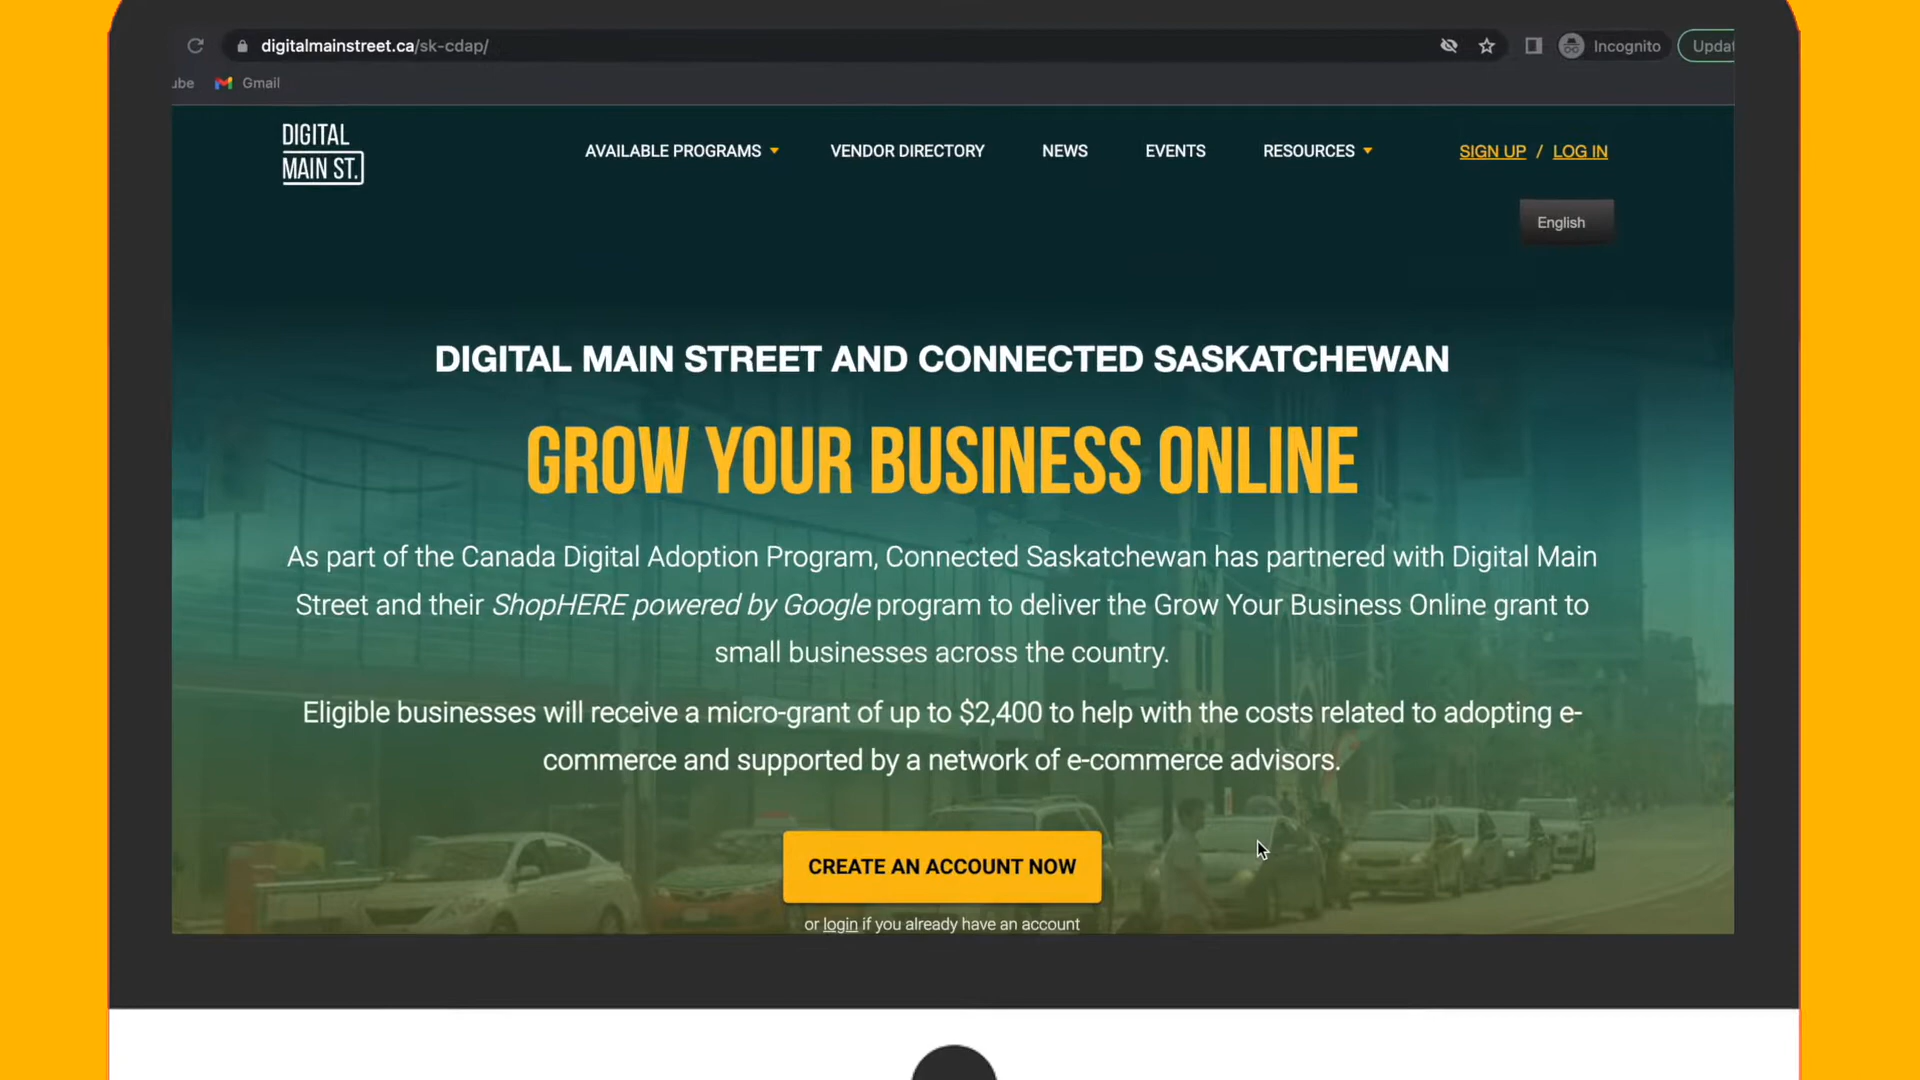 digitalmainstreet.ca/sk-cdap/
Incognito
Gmail
DIGITAL
MAIN ST.
AVAILABLE PROGRAMS
VENDOR DIRECTORY
NEWS
EVENTS
RESOURCES
SIGN UP / LOG IN
English
DIGITAL MAIN STREET AND CONNECTED SASKATCHEWAN
GROW YOUR BUSINESS ONLINE
As part of the Canada Digital Adoption Program, Connected Saskatchewan has partnered with Digital Main
Street and their ShopHERE powered by Google program to deliver the Grow Your Business Online grant to
small businesses across the country.
Eligible businesses will receive a micro-grant of up to $2,400 to help with the costs related to adopting e-
commerce and supported by a network of e-commerce advisors.
CREATE AN ACCOUNT NOW
or login if you already have an account